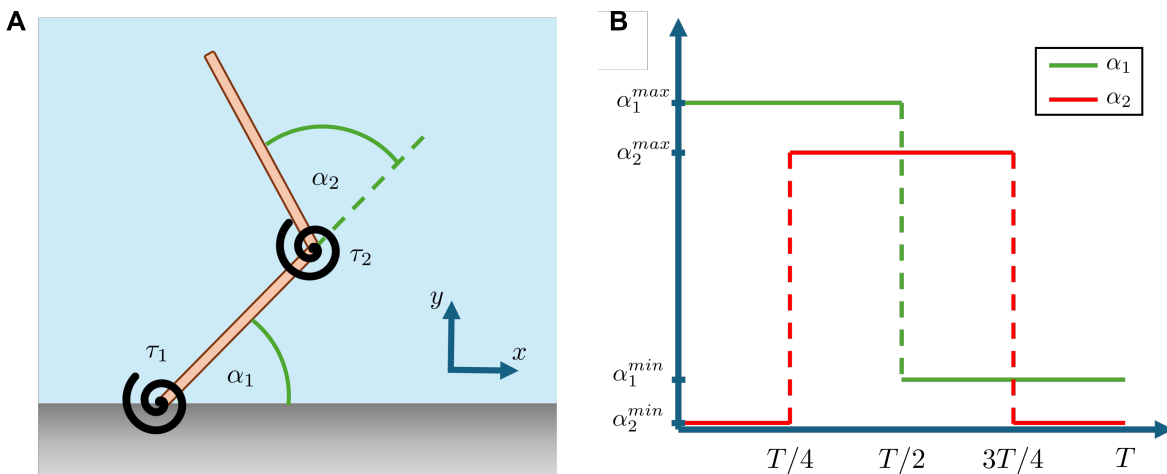 A
α₂
τ₂
y
x
τ₁
α₁
B
α₁
α₂
α₁ᵐᵃˣ
α₂ᵐᵃˣ
α₁ᵐⁱⁿ
α₂ᵐⁱⁿ
T/4 T/2 3T/4 T